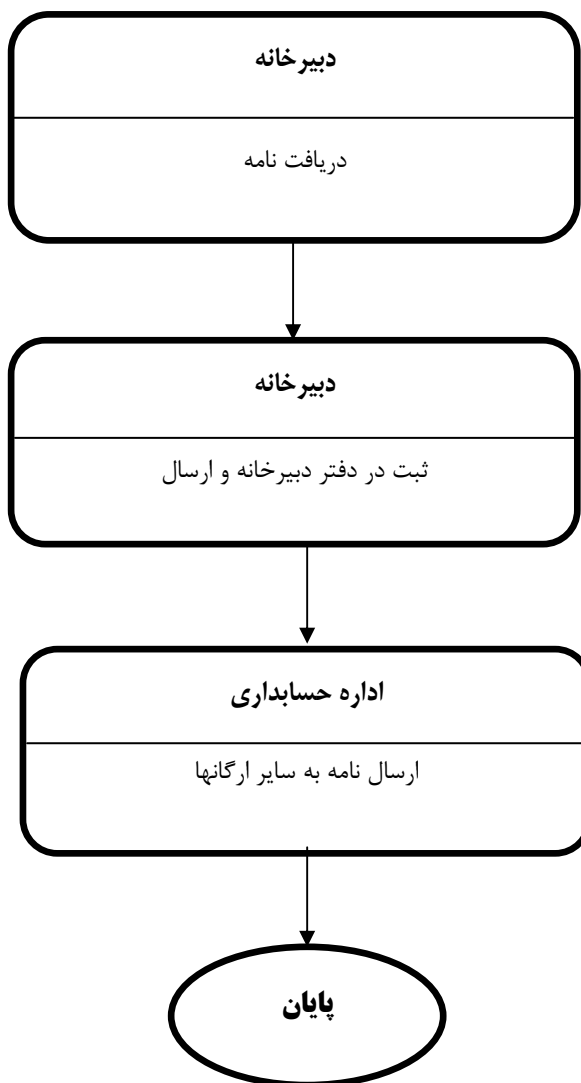 دبیرخانه
دریافت نامه
دبیرخانه
ثبت در دفتر دبیرخانه و ارسال
اداره حسابداری
ارسال نامه به سایر ارگانها
پایان